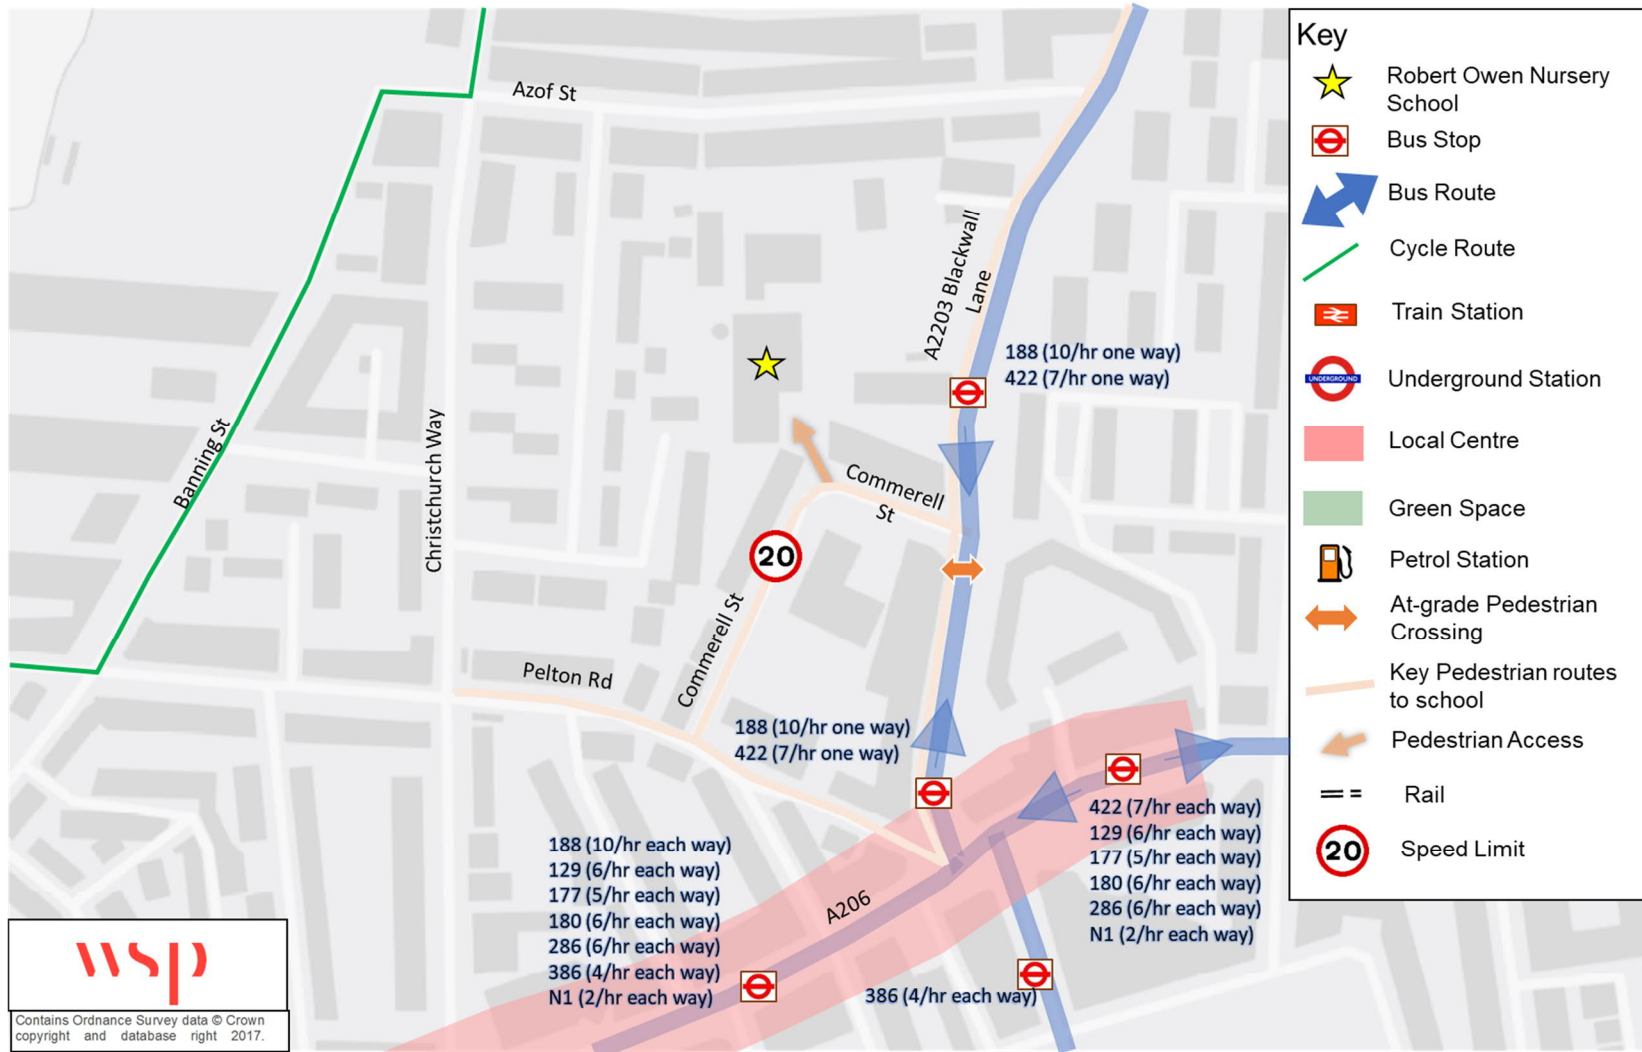 Azof St
A2203 Blackwall
Lane
188 (10/hr one way)
422 (7/hr one way)
Banning St
Christchurch Way
Commerell
St
20
Commerell St
Pelton Rd
188 (10/hr one way)
422 (7/hr one way)
188 (10/hr each way)
129 (6/hr each way)
177 (5/hr each way)
180 (6/hr each way)
286 (6/hr each way)
386 (4/hr each way)
N1 (2/hr each way)
A206
422 (7/hr each way)
129 (6/hr each way)
177 (5/hr each way)
180 (6/hr each way)
286 (6/hr each way)
N1 (2/hr each way)
386 (4/hr each way)
Key
Robert Owen Nursery
School
Bus Stop
Bus Route
Cycle Route
Train Station
UNDERGROUND
Underground Station
Local Centre
Green Space
Petrol Station
At-grade Pedestrian
Crossing
Key Pedestrian routes
to school
Pedestrian Access
Rail
20
Speed Limit
wsp
Contains Ordnance Survey data © Crown
copyright and database right 2017.